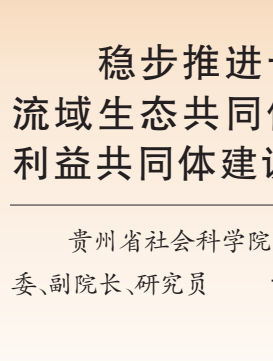 稳步推进
流域生态共同
利益共同体建
贵州省社会科学院
委、副院长、研究员